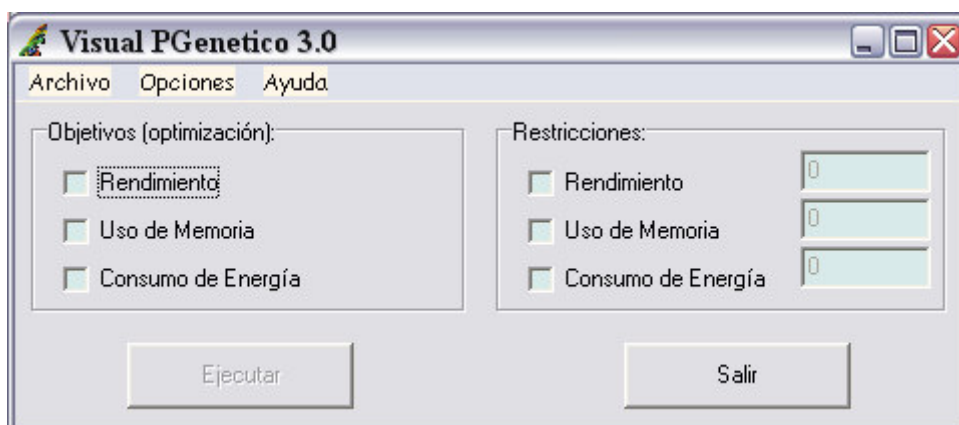 Visual PGenetico 3.0
Archivo Opciones Ayuda
Objetivos (optimización):
Rendimiento
Uso de Memoria
Consumo de Energía
Restricciones:
Rendimiento 0
Uso de Memoria 0
Consumo de Energía 0
Ejecutar
Salir